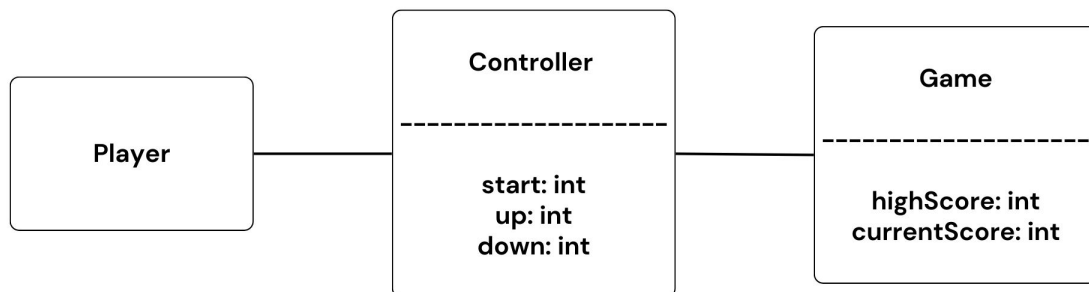 Player
Controller
start: int
up: int
down: int
Game
highScore: int
currentScore: int